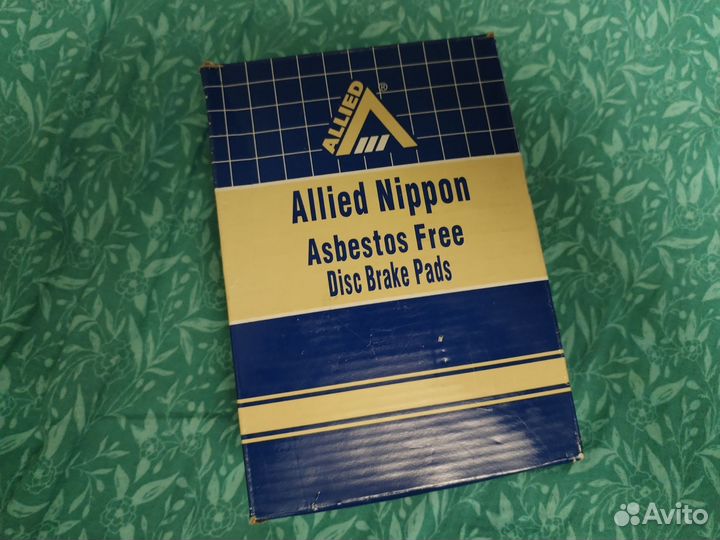 ALLIED
®
Allied Nippon
Asbestos Free
Disc Brake Pads
Avito